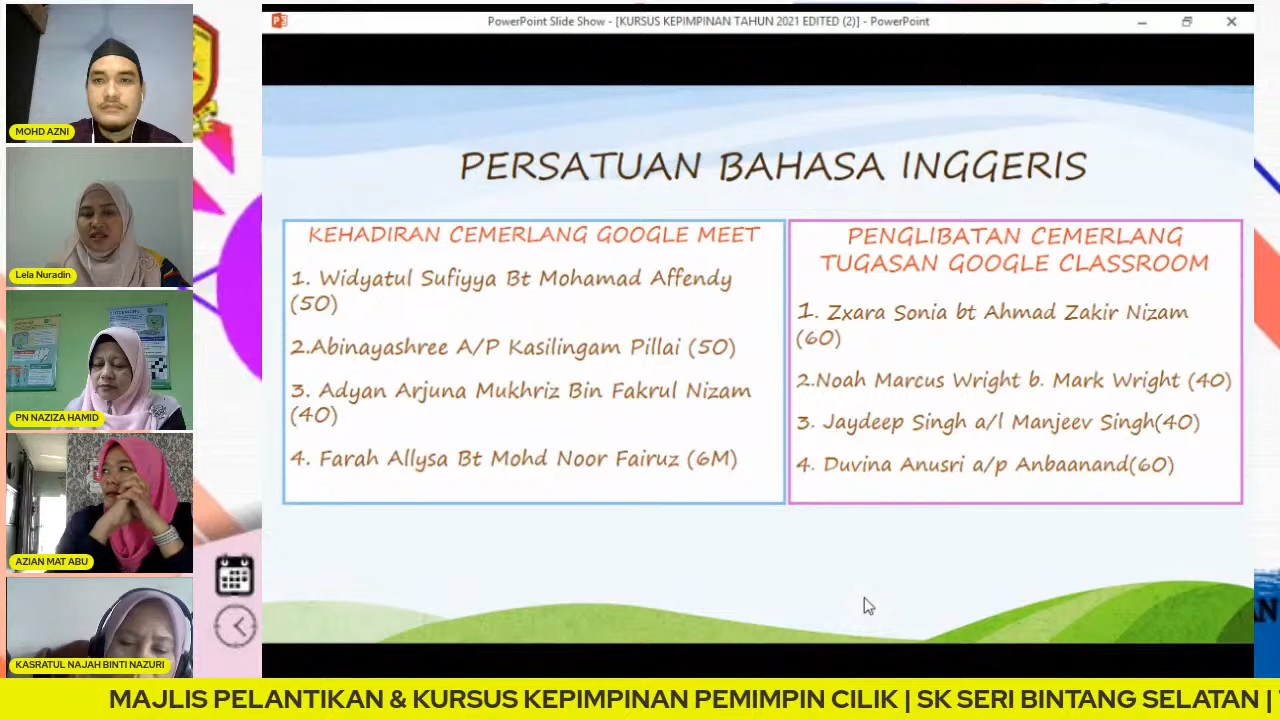 PowerPoint Slide Show - [KURSUS KEPIMPINAN TAHUN 2021 EDITED (2)] - PowerPoint
MOHD AZNI
Lela Nuradin
PN NAZIZA HAMID
AZIAN MAT ABU
KASRATUL NAJAH BINTI NAZURI
PERSATUAN BAHASA INGGERIS
KEHADIRAN CEMERLANG GOOGLE MEET
1. Widyatul Sufiyya Bt Mohamad Affendy
(50)
2.Abinayashree A/P Kasilingam Pillai (50)
3. Adyan Arjuna Mukhriz Bin Fakrul Nizam
(40)
4. Farah Allysa Bt Mohd Noor Fairuz (6M)
PENGLIBATAN CEMERLANG
TUGASAN GOOGLE CLASSROOM
1. Zxara Sonia bt Ahmad Zakir Nizam
(60)
2.Noah Marcus Wright b. Mark Wright (40)
3. Jaydeep Singh a/l Manjeev Singh(40)
4. Duvina Anusri a/p Anbaanand(60)
MAJLIS PELANTIKAN & KURSUS KEPIMPINAN PEMIMPIN CILIK | SK SERI BINTANG SELATAN |